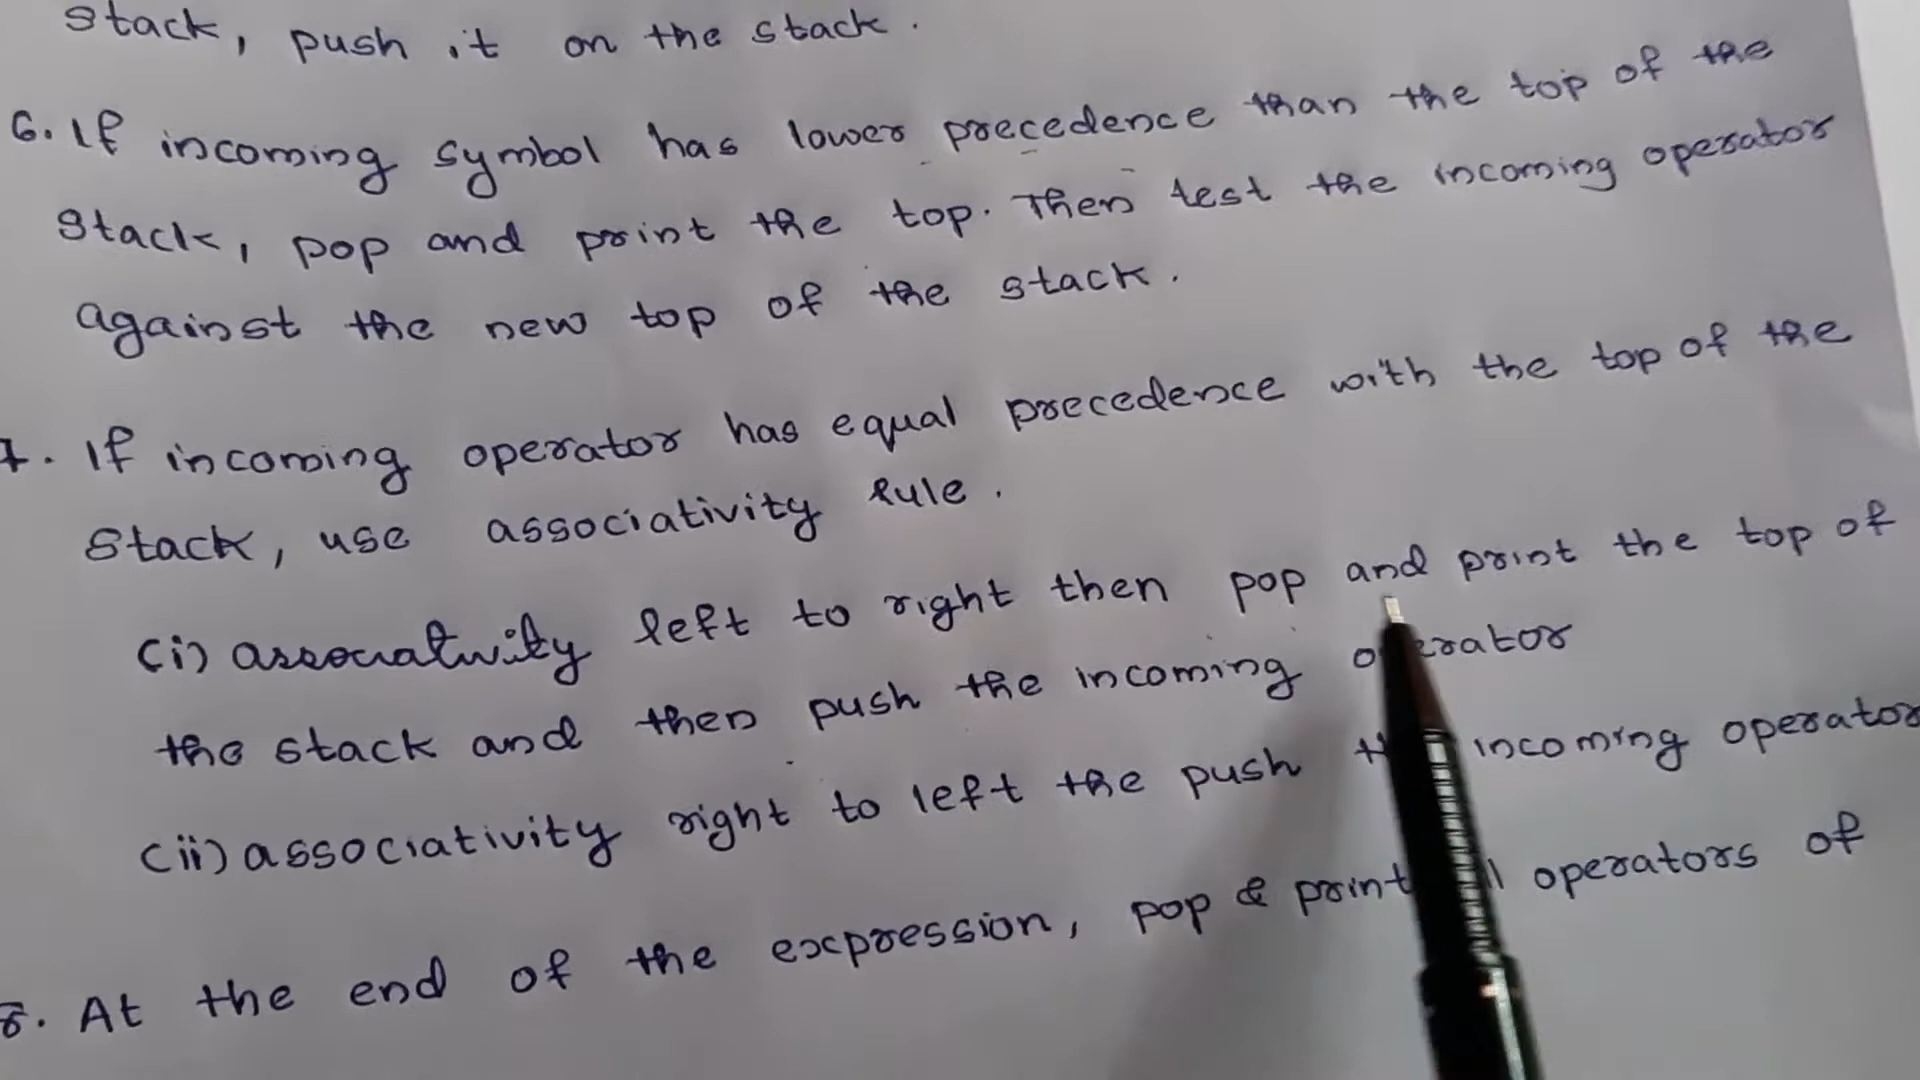 stack, push it on the stack.
6. If incoming symbol has lower precedence than the top of the
stack, pop and print the top. Then test the incoming operator
against the new top of the stack.
7. If incoming operator has equal precedence with the top of the
stack, use associativity rule.
(i) associativity left to right then pop and print the top of
the stack and then push the incoming operator
(ii) associativity right to left the push incoming operator
8. At the end of the expression, pop & print operators of